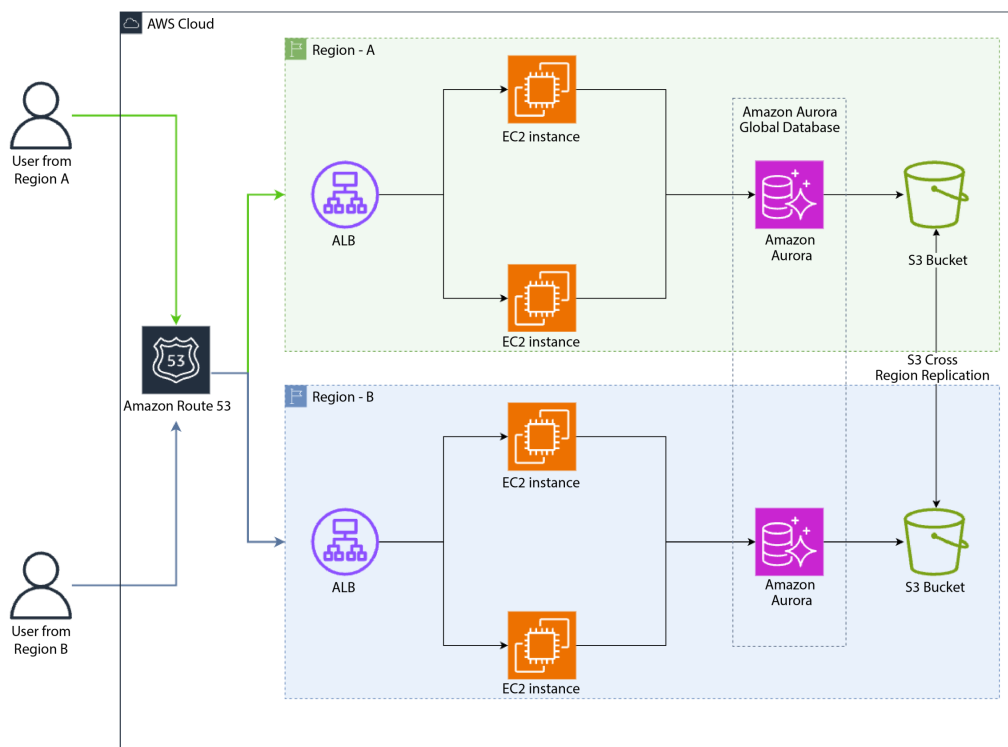 AWS Cloud
Region - A
User from
Region A
EC2 instance
Amazon Aurora
Global Database
ALB
Amazon
Aurora
S3 Bucket
EC2 instance
53
Amazon Route 53
S3 Cross
Region Replication
Region - B
EC2 instance
ALB
Amazon
Aurora
S3 Bucket
User from
Region B
EC2 instance